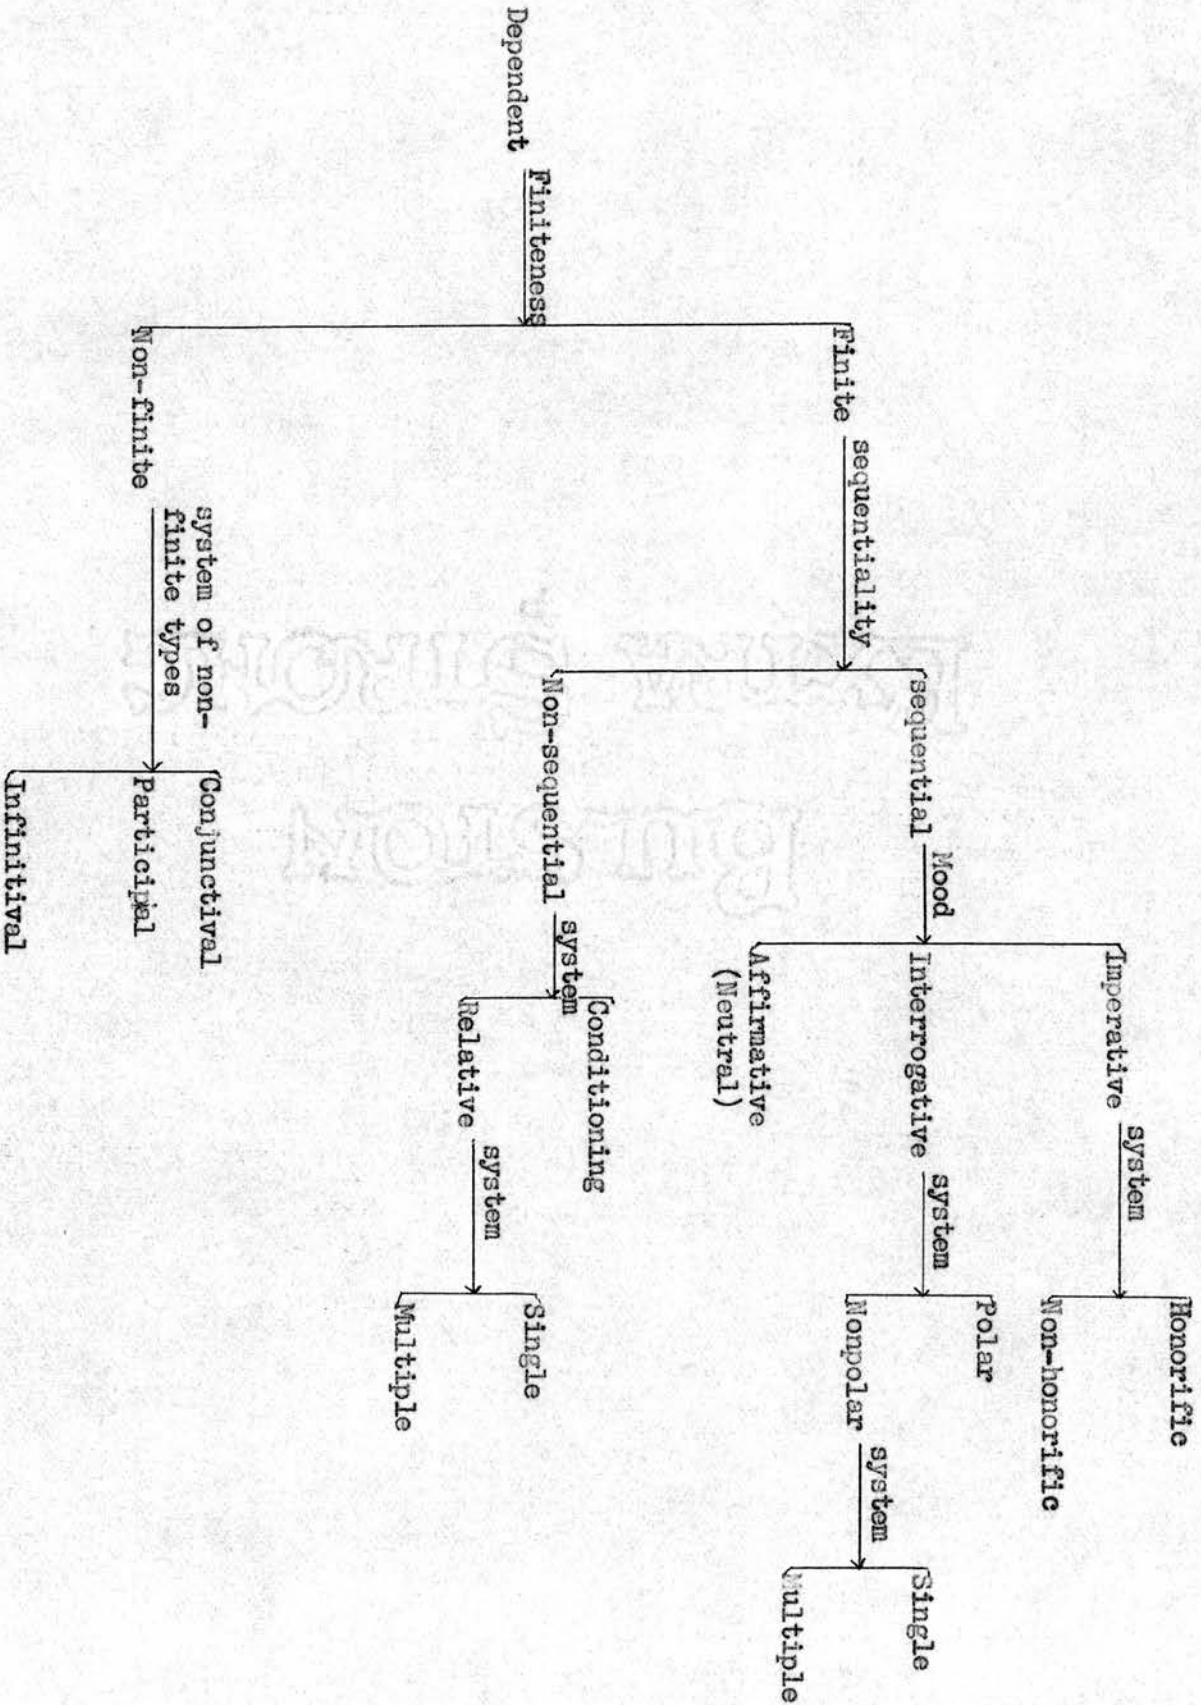 Dependent
Finiteness
Finite
sequentiality
sequential
Mood
Imperative
system
Honorific
Non-honorific
Interrogative
system
Polar
Nonpolar
system
Single
Multiple
Affirmative
(Neutral)
Non-sequential
system
Conditioning
Relative
system
Single
Multiple
Non-finite
system of non-
finite types
Conjunctival
Participal
Infinitival